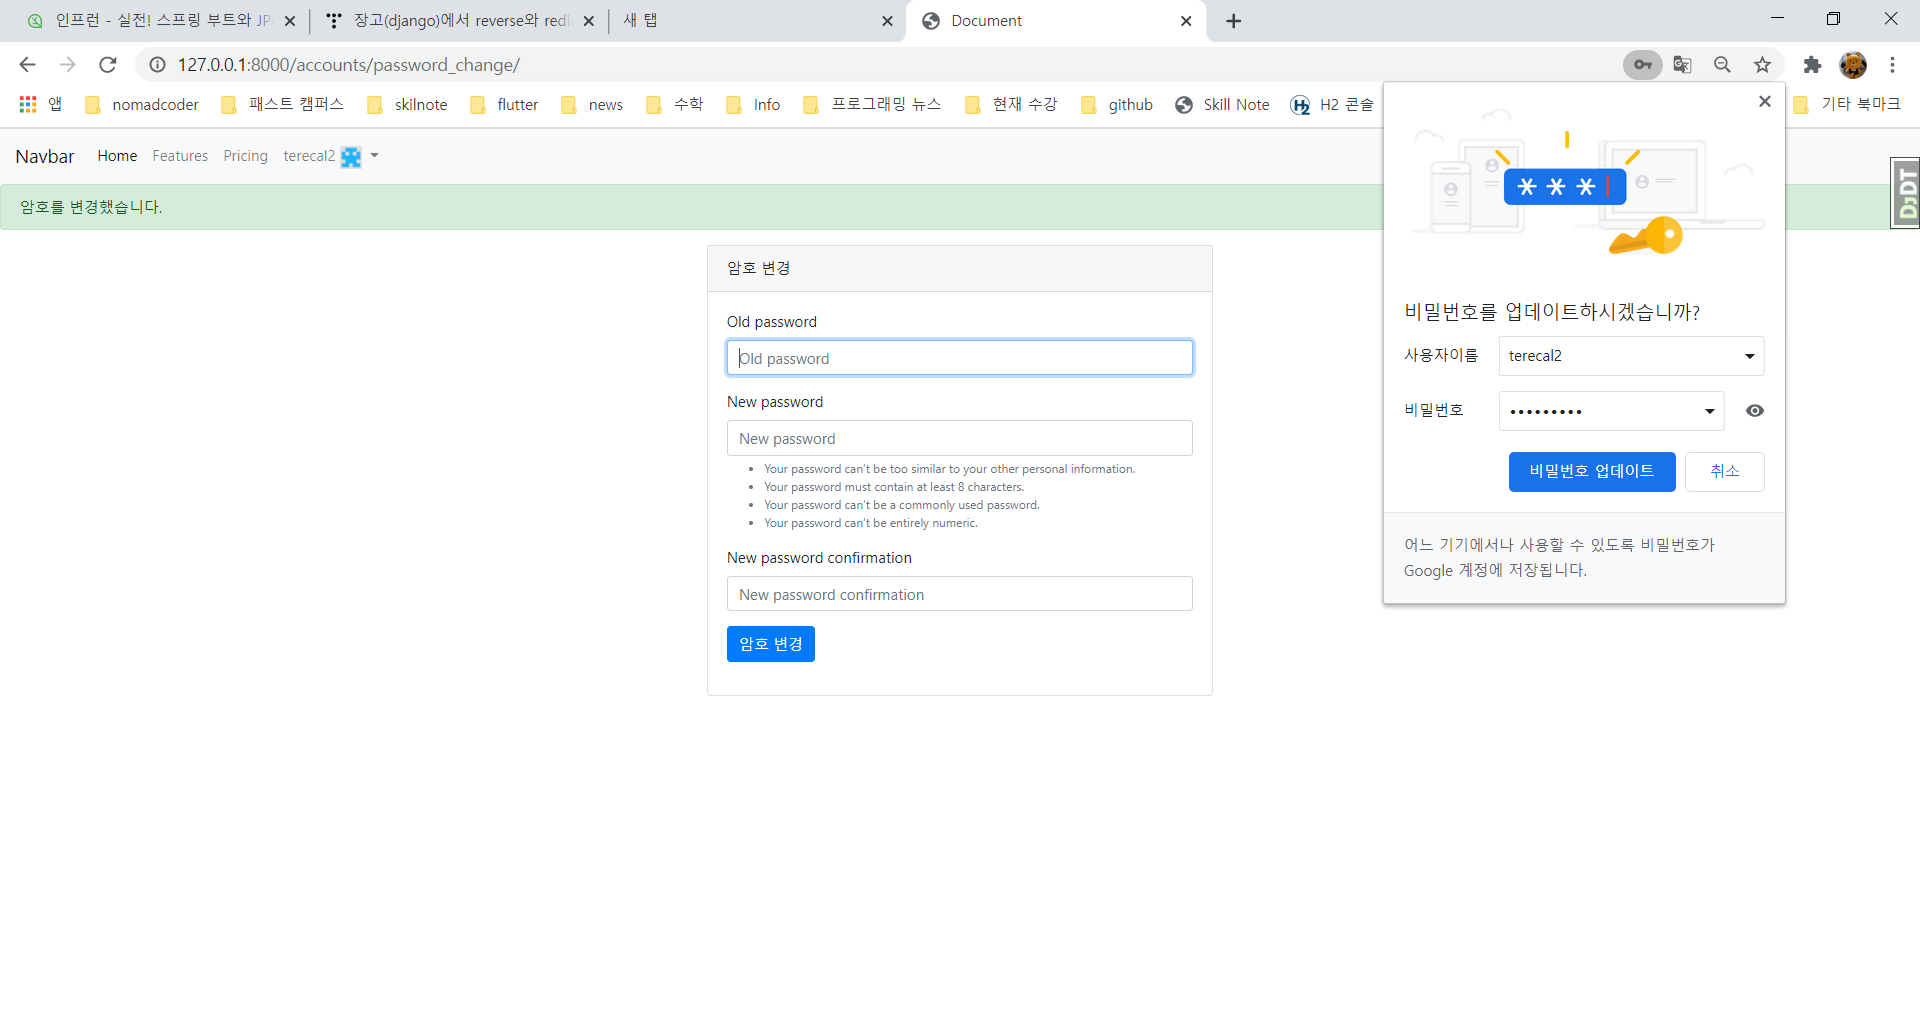 인프런 - 실전! 스프링 부트와 JPA
장고(django)에서 reverse와 redi
새 탭
Document
127.0.0.1:8000/accounts/password_change/
앱
nomadcoder
패스트 캠퍼스
skilnote
flutter
news
수학
Info
프로그래밍 뉴스
현재 수강
github
Skill Note
H2 콘솔
기타 북마크
Navbar
Home
Features
Pricing
terecal2
암호를 변경했습니다.
DJDT
암호 변경
Old password
Old password
New password
New password
Your password can't be too similar to your other personal information.
Your password must contain at least 8 characters.
Your password can't be a commonly used password.
Your password can't be entirely numeric.
New password confirmation
New password confirmation
암호 변경
비밀번호를 업데이트하시겠습니까?
사용자이름
terecal2
비밀번호
•••••••••
비밀번호 업데이트
취소
어느 기기에서나 사용할 수 있도록 비밀번호가
Google 계정에 저장됩니다.